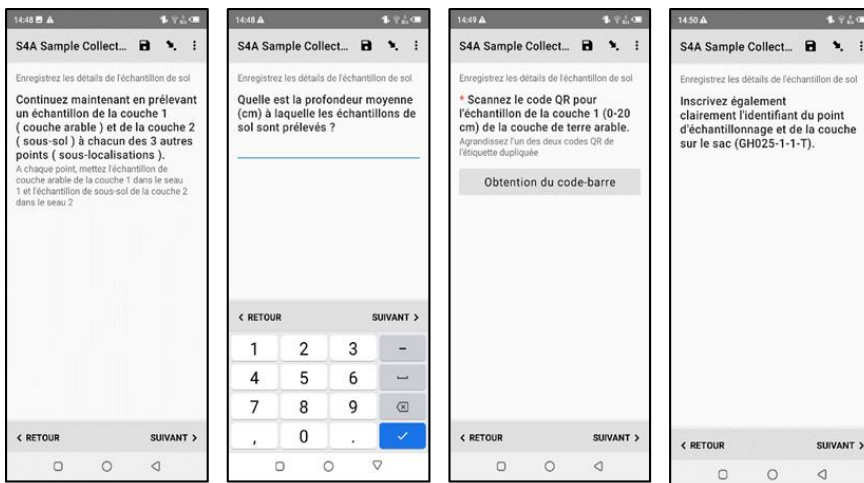 14:48
S4A Sample Collect...
Enregistrez les détails de l'échantillon de sol
Continuez maintenant en prélevant
un échantillon de la couche 1
( couche arable ) et de la couche 2
( sous-sol ) à chacun des 3 autres
points ( sous-localisations ).
A chaque point, mettez l'échantillon de
couche arable de la couche 1 dans le seau
1 et l'échantillon de sous-sol de la couche 2
dans le seau 2
< RETOUR
SUIVANT >
14:48
S4A Sample Collect...
Enregistrez les détails de l'échantillon de sol
Quelle est la profondeur moyenne
(cm) à laquelle les échantillons de
sol sont prélevés ?
< RETOUR
SUIVANT >
1 2 3 -
4 5 6
7 8 9
, 0 .
14:49
S4A Sample Collect...
Enregistrez les détails de l'échantillon de sol
* Scannez le code QR pour
l'échantillon de la couche 1 (0-20
cm) de la couche de terre arable.
Agrandissez l'un des deux codes QR de
l'étiquette dupliquée
Obtention du code-barre
< RETOUR
SUIVANT >
14:50
S4A Sample Collect...
Enregistrez les détails de l'échantillon de sol
Inscrivez également
clairement l'identifiant du point
d'échantillonnage et de la couche
sur le sac (GH025-1-1-T).
< RETOUR
SUIVANT >